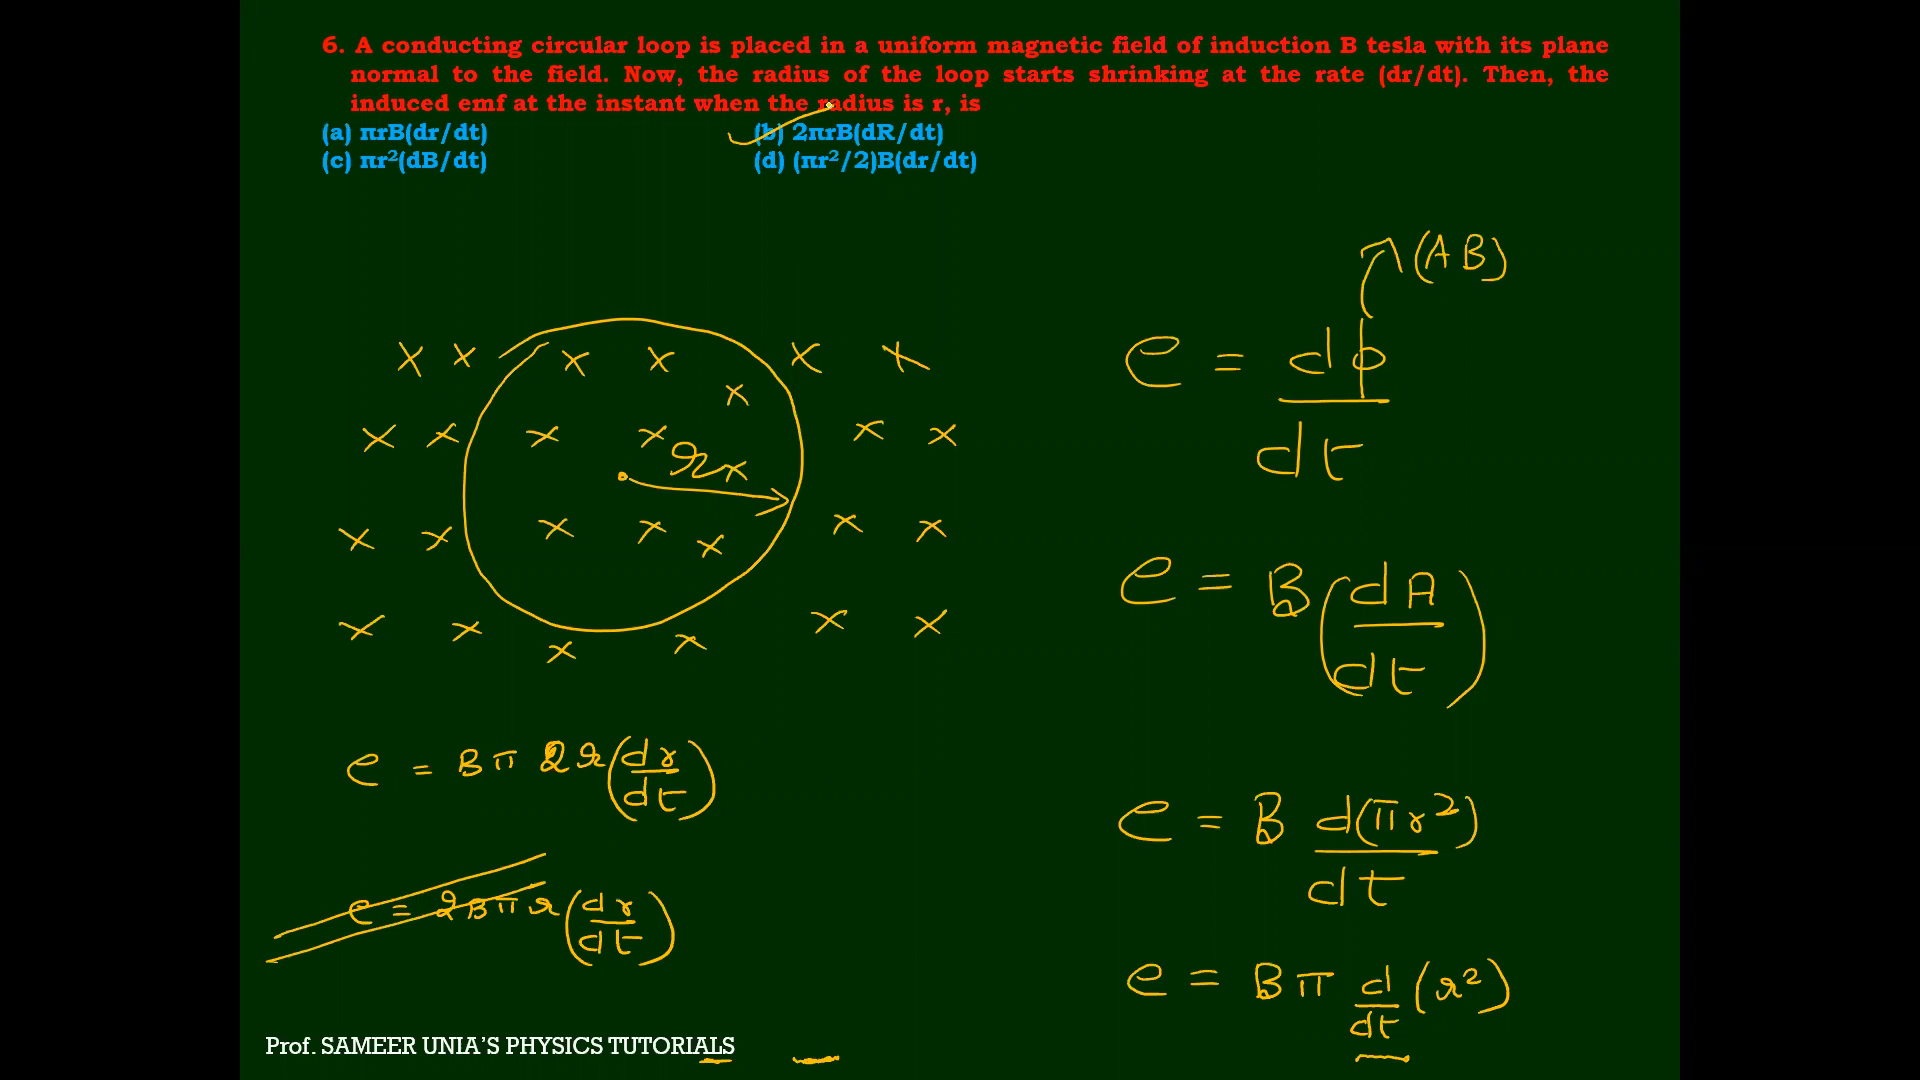 6. A conducting circular loop is placed in a uniform magnetic field of induction B tesla with its plane
normal to the field. Now, the radius of the loop starts shrinking at the rate (dr/dt). Then, the
induced emf at the instant when the radius is r, is
(a) πrB(dr/dt) (b) 2πrB(dR/dt)
(c) πr²(dB/dt) (d) (πr²/2)B(dr/dt)
(AB)
e = dϕ/dt
x x x x x x
x
x x x x x x
r x
x x x x x x x
x x x x x x
e = B(dA/dt)
e = B d(πr²)/dt
e = Bπ d/dt (r²)
e = Bπ 2r(dr/dt)
e = 2Bπr(dr/dt)
Prof. SAMEER UNIA'S PHYSICS TUTORIALS